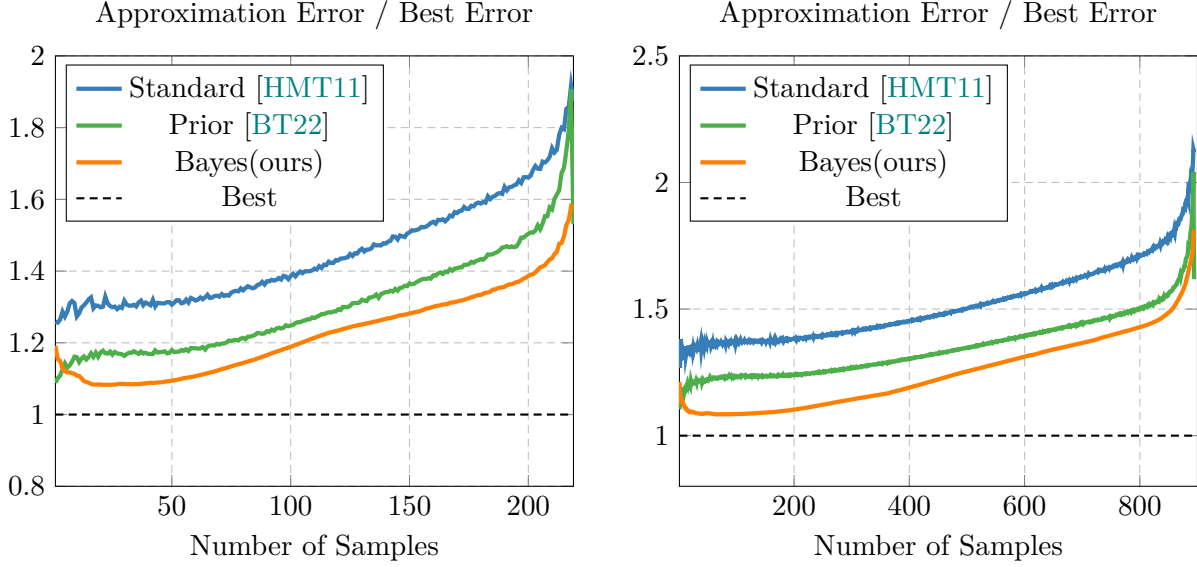 Approximation Error / Best Error
2
1.8
1.6
1.4
1.2
1
0.8
Standard [HMT11]
Prior [BT22]
Bayes(ours)
Best
50 100 150 200
Number of Samples
Approximation Error / Best Error
2.5
2
1.5
1
Standard [HMT11]
Prior [BT22]
Bayes(ours)
Best
200 400 600 800
Number of Samples